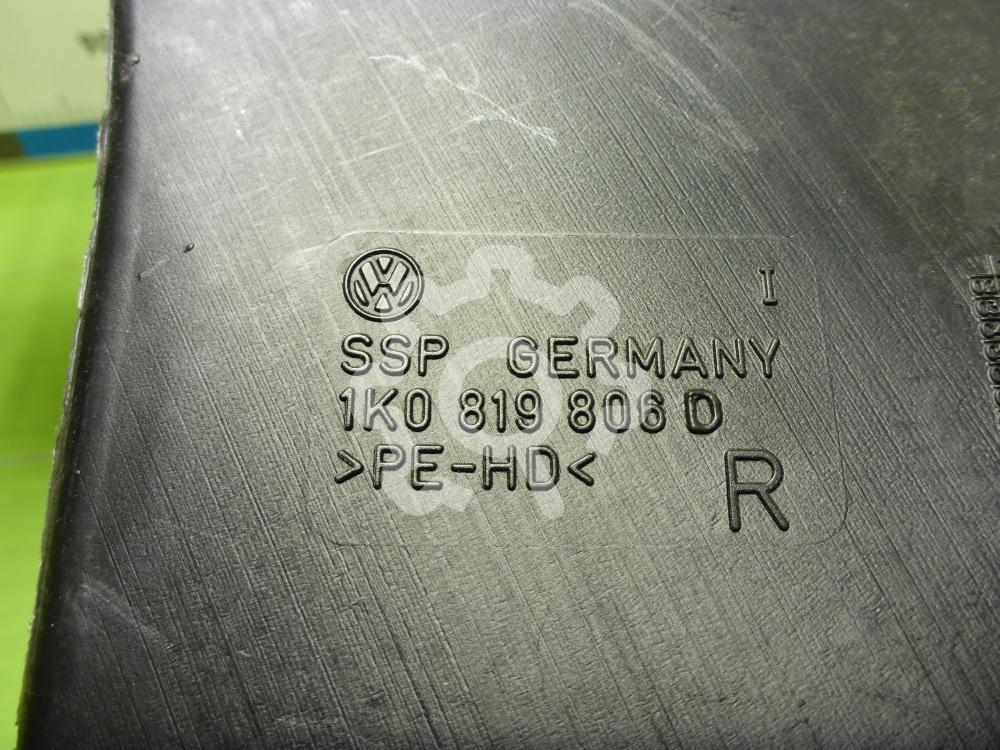 I
SSP GERMANY
1K0 819 806 D
>PE-HD<
R